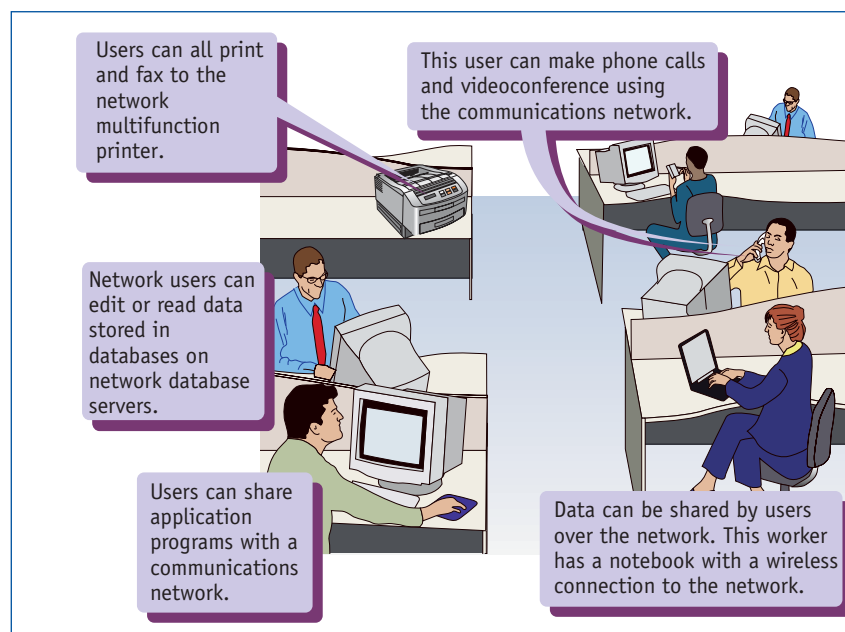 Users can all print
and fax to the
network
multifunction
printer.
This user can make phone calls
and videoconference using
the communications network.
Network users can
edit or read data
stored in
databases on
network database
servers.
Users can share
application
programs with a
communications
network.
Data can be shared by users
over the network. This worker
has a notebook with a wireless
connection to the network.